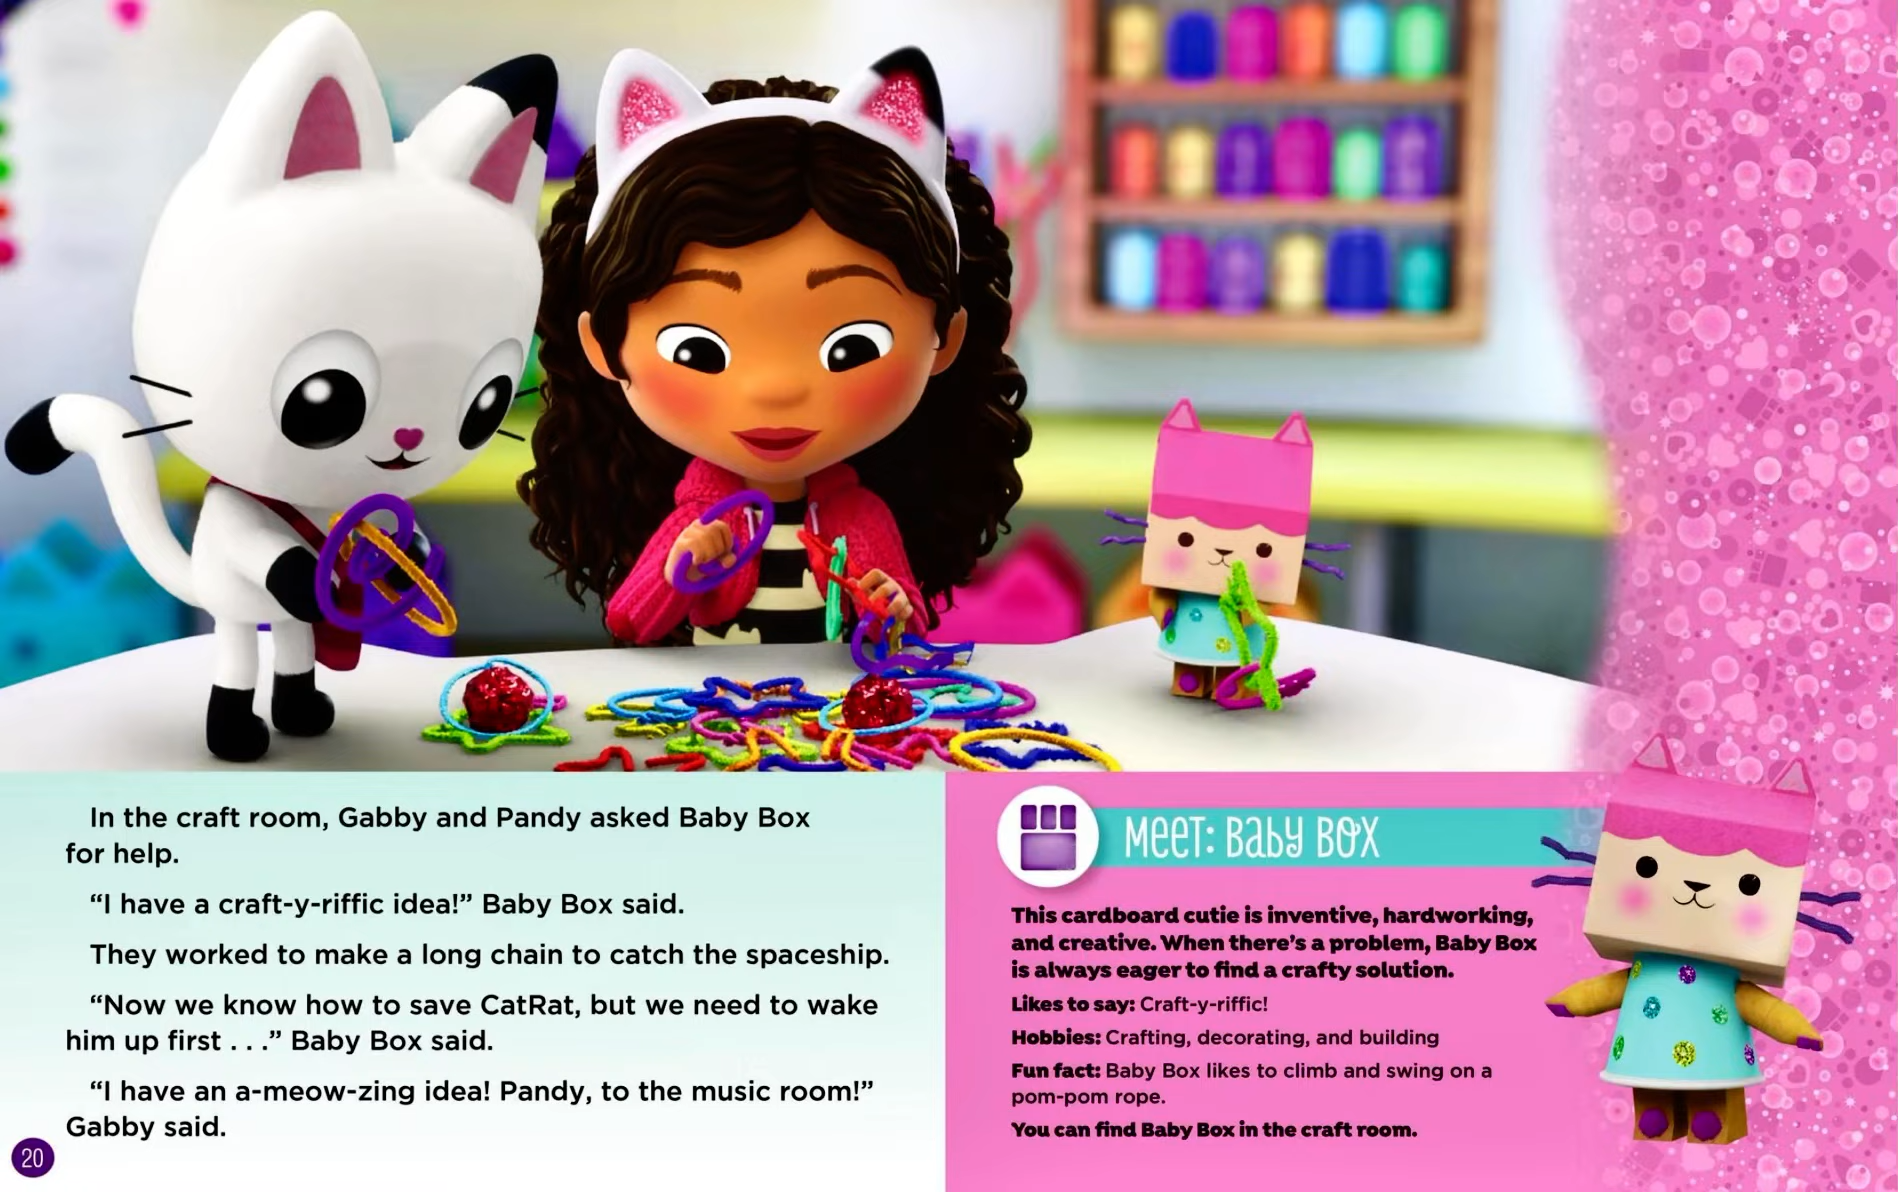 In the craft room, Gabby and Pandy asked Baby Box
for help.
“I have a craft-y-riffic idea!” Baby Box said.
They worked to make a long chain to catch the spaceship.
“Now we know how to save CatRat, but we need to wake
him up first . . .” Baby Box said.
“I have an a-meow-zing idea! Pandy, to the music room!”
Gabby said.
20
MEET: BABY BOX
This cardboard cutie is inventive, hardworking,
and creative. When there’s a problem, Baby Box
is always eager to find a crafty solution.
Likes to say: Craft-y-riffic!
Hobbies: Crafting, decorating, and building
Fun fact: Baby Box likes to climb and swing on a
pom-pom rope.
You can find Baby Box in the craft room.